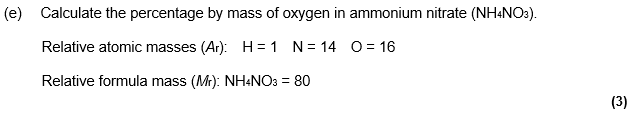 (e) Calculate the percentage by mass of oxygen in ammonium nitrate (NH₄NO₃).
Relative atomic masses (Ar): H = 1 N = 14 O = 16
Relative formula mass (Mr): NH₄NO₃ = 80
(3)